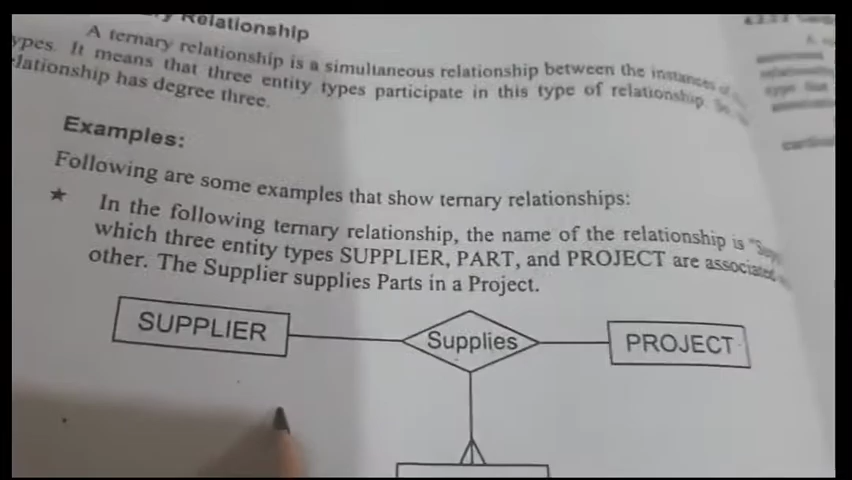 Relationship
A ternary relationship is a simultaneous relationship between the instances of
ypes. It means that three entity types participate in this type of relationship. So,
elationship has degree three.
Examples:
Following are some examples that show ternary relationships:
★ In the following ternary relationship, the name of the relationship is
which three entity types SUPPLIER, PART, and PROJECT are associated
other. The Supplier supplies Parts in a Project.
SUPPLIER
Supplies
PROJECT